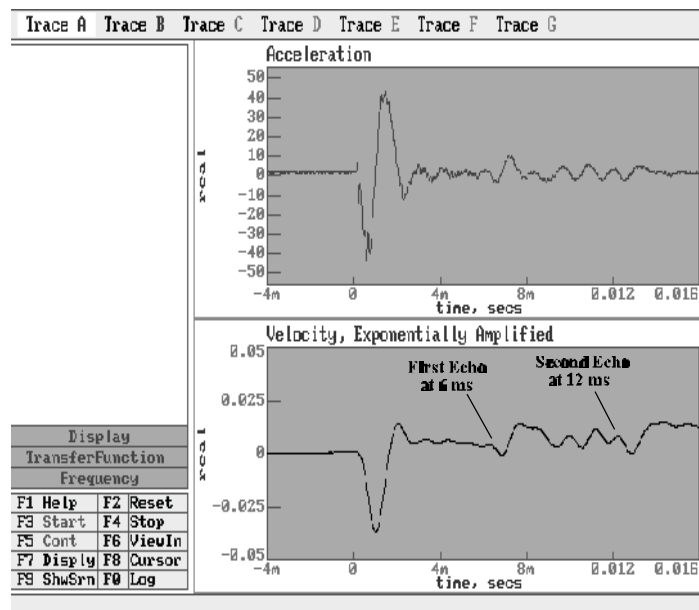 Trace A Trace B Trace C Trace D Trace E Trace F Trace G
Acceleration
50
40
30
20
10
0
-10
-20
-30
-40
-50
real
-4m 0 4m 8m 0.012 0.016
time, secs
Velocity, Exponentially Amplified
0.05
0.025
0
-0.025
-0.05
real
First Echo
at 6 ms
Second Echo
at 12 ms
-4m 0 4m 8m 0.012 0.016
time, secs
Display
TransferFunction
Frequency
F1 Help F2 Reset
F3 Start F4 Stop
F5 Cont F6 ViewIn
F7 Disply F8 Cursor
F9 ShwSrn F0 Log